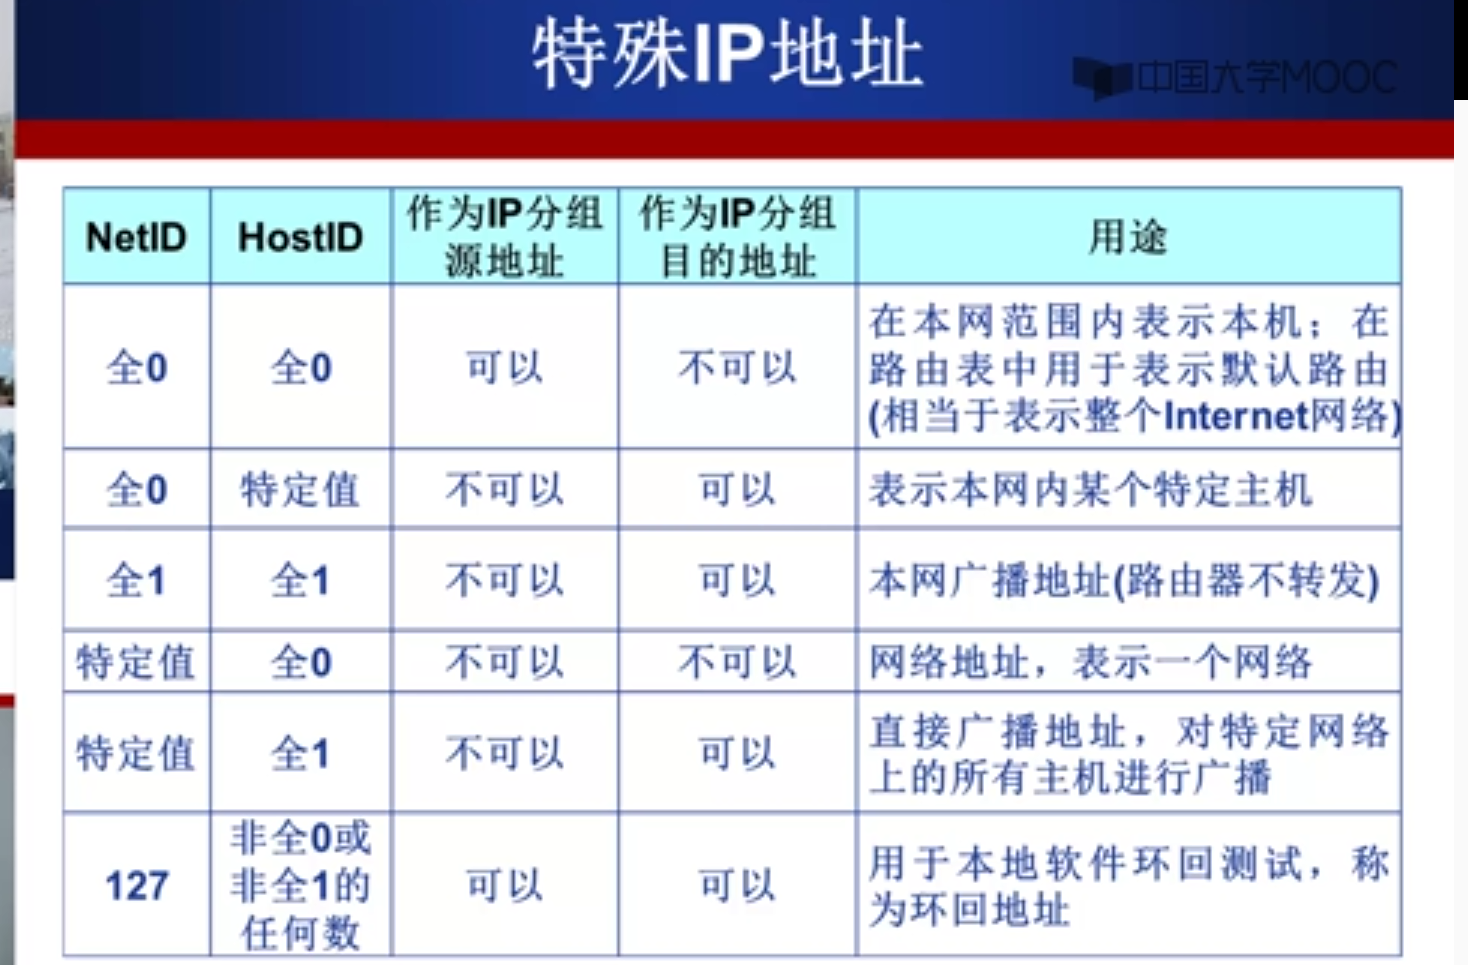 特殊IP地址
中国大学MOOC
NetID
HostID
作为IP分组
源地址
作为IP分组
目的地址
用途
全0
全0
可以
不可以
在本网范围内表示本机；在
路由表中用于表示默认路由
(相当于表示整个Internet网络)
全0
特定值
不可以
可以
表示本网内某个特定主机
全1
全1
不可以
可以
本网广播地址(路由器不转发)
特定值
全0
不可以
不可以
网络地址，表示一个网络
特定值
全1
不可以
可以
直接广播地址，对特定网络
上的所有主机进行广播
127
非全0或
非全1的
任何数
可以
可以
用于本地软件环回测试，称
为环回地址